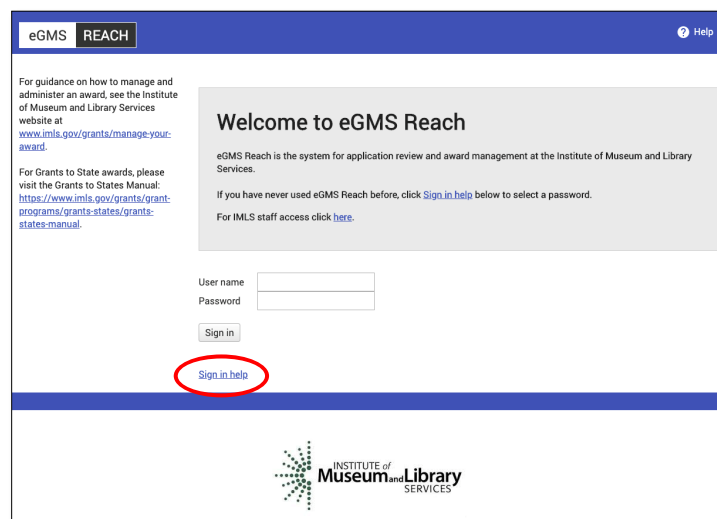 eGMS REACH
Help
For guidance on how to manage and
administer an award, see the Institute
of Museum and Library Services
website at
www.imls.gov/grants/manage-your-
award.
For Grants to State awards, please
visit the Grants to States Manual:
https://www.imls.gov/grants/grant-
programs/grants-states/grants-
states-manual.
Welcome to eGMS Reach
eGMS Reach is the system for application review and award management at the Institute of Museum and Library
Services.
If you have never used eGMS Reach before, click Sign in help below to select a password.
For IMLS staff access click here.
User name
Password
Sign in
Sign in help
INSTITUTE of
Museum and Library
SERVICES